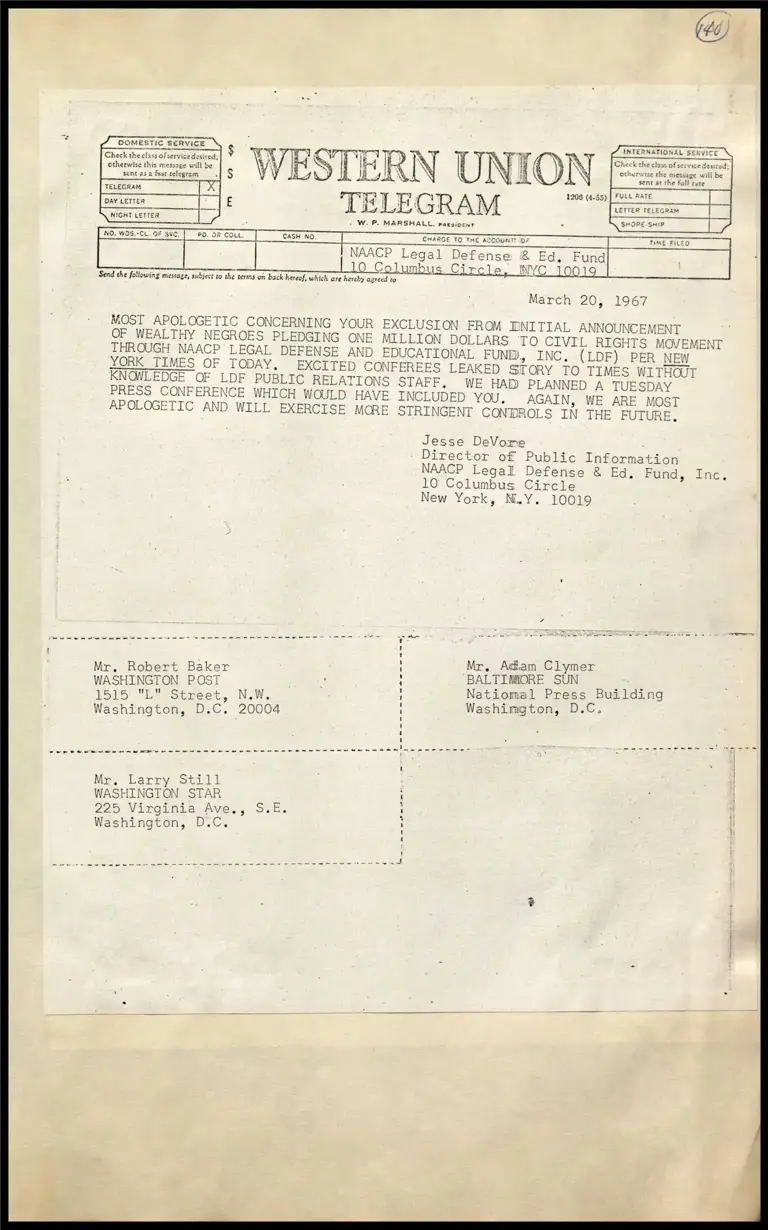 140
DOMESTIC SERVICE
Check the class of service desired;
otherwise this message will be
sent as a fast telegram
TELEGRAM X
DAY LETTER
NIGHT LETTER
$
S
E
WESTERN UNION
TELEGRAM
1206 (4-55)
W. P. MARSHALL, PRESIDENT
INTERNATIONAL SERVICE
Check the class of service desired;
otherwise the message will be
sent at the full rate
FULL RATE
LETTER TELEGRAM
SHORE-SHIP
NO. WDS.-CL. OF SVC. PD. OR COLL. CASH NO. CHARGE TO THE ACCOUNT OF TIME FILED
NAACP Legal Defense & Ed. Fund
10 Columbus Circle, NYC 10019
Send the following message, subject to the terms on back hereof, which are hereby agreed to
March 20, 1967
MOST APOLOGETIC CONCERNING YOUR EXCLUSION FROM INITIAL ANNOUNCEMENT
OF WEALTHY NEGROES PLEDGING ONE MILLION DOLLARS TO CIVIL RIGHTS MOVEMENT
THROUGH NAACP LEGAL DEFENSE AND EDUCATIONAL FUND, INC. (LDF) PER NEW
YORK TIMES OF TODAY. EXCITED CONFEREES LEAKED STORY TO TIMES WITHOUT
KNOWLEDGE OF LDF PUBLIC RELATIONS STAFF. WE HAD PLANNED A TUESDAY
PRESS CONFERENCE WHICH WOULD HAVE INCLUDED YOU. AGAIN, WE ARE MOST
APOLOGETIC AND WILL EXERCISE MORE STRINGENT CONTROLS IN THE FUTURE.
Jesse DeVore
Director of Public Information
NAACP Legal Defense & Ed. Fund, Inc.
10 Columbus Circle
New York, N.Y. 10019
Mr. Robert Baker
WASHINGTON POST
1515 "L" Street, N.W.
Washington, D.C. 20004
Mr. Adam Clymer
BALTIMORE SUN
National Press Building
Washington, D.C.
Mr. Larry Still
WASHINGTON STAR
225 Virginia Ave., S.E.
Washington, D.C.